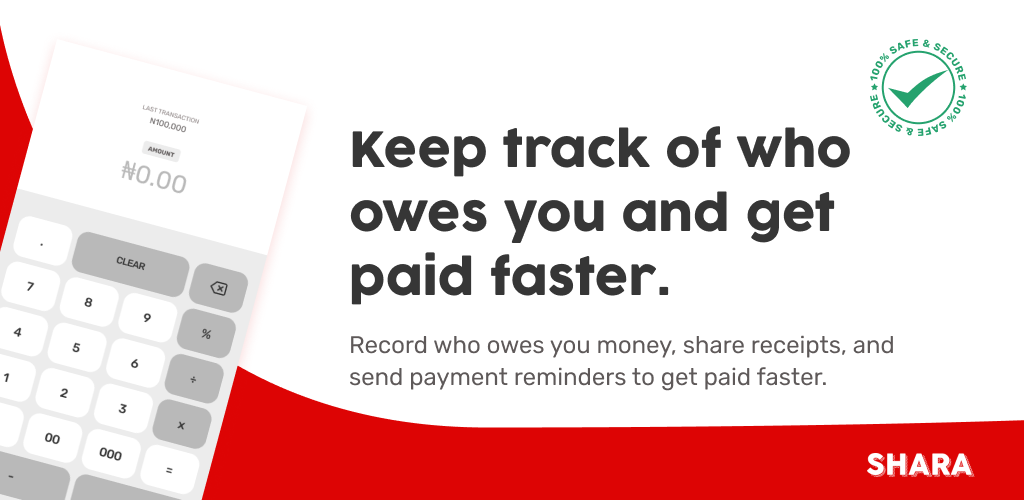 LAST TRANSACTION
N100,000
AMOUNT
₦0.00
. CLEAR
7 8 9 %
4 5 6 ÷
1 2 3 x
00 000 =
-
100% SAFE & SECURE ★ 100% SAFE & SECURE ★
Keep track of who
owes you and get
paid faster.
Record who owes you money, share receipts, and
send payment reminders to get paid faster.
SHARA